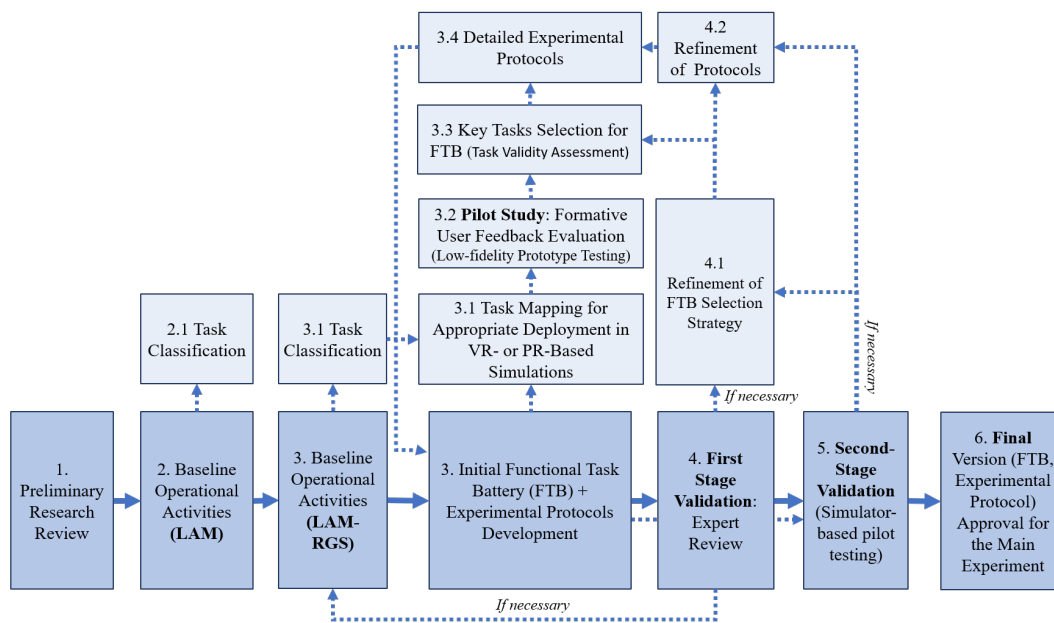 3.4 Detailed Experimental
Protocols
4.2
Refinement
of Protocols
3.3 Key Tasks Selection for
FTB (Task Validity Assessment)
3.2 Pilot Study: Formative
User Feedback Evaluation
(Low-fidelity Prototype Testing)
4.1
Refinement of
FTB Selection
Strategy
2.1 Task
Classification
3.1 Task
Classification
3.1 Task Mapping for
Appropriate Deployment in
VR- or PR-Based
Simulations
If necessary
If necessary
1.
Preliminary
Research
Review
2. Baseline
Operational
Activities
(LAM)
3. Baseline
Operational
Activities
(LAM-
RGS)
3. Initial Functional Task
Battery (FTB) +
Experimental Protocols
Development
4. First
Stage
Validation:
Expert
Review
5. Second-
Stage
Validation
(Simulator-
based pilot
testing)
6. Final
Version (FTB,
Experimental
Protocol)
Approval for
the Main
Experiment
If necessary